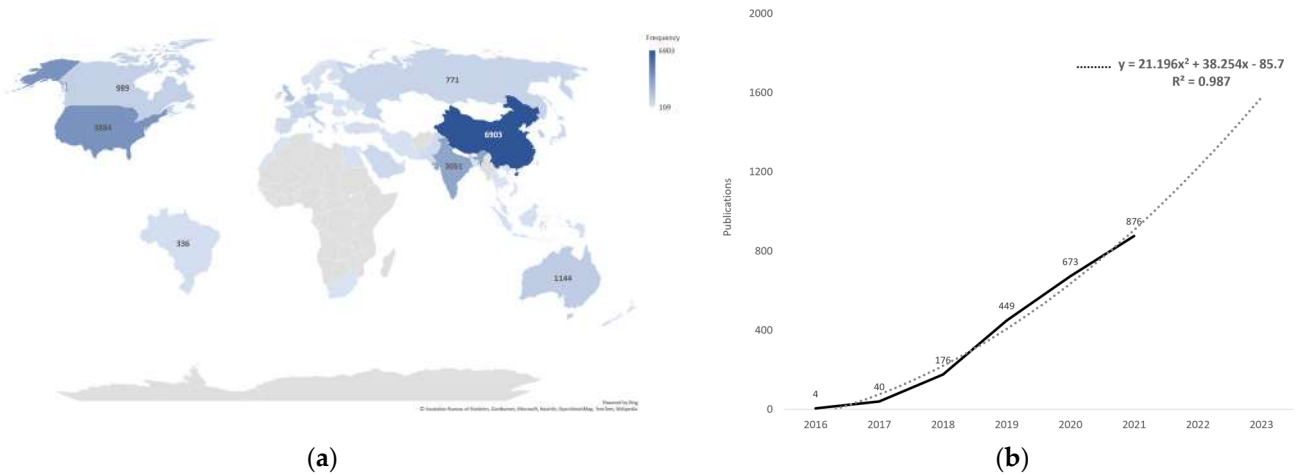 Frequency
6903
109
989
771
6903
336
1144
Powered by Bing
(a)
2000
y = 21.196x² + 38.254x - 85.7
R² = 0.987
1600
1200
800
400
0
Publications
4
40
176
449
673
876
2016 2017 2018 2019 2020 2021 2022 2023
(b)